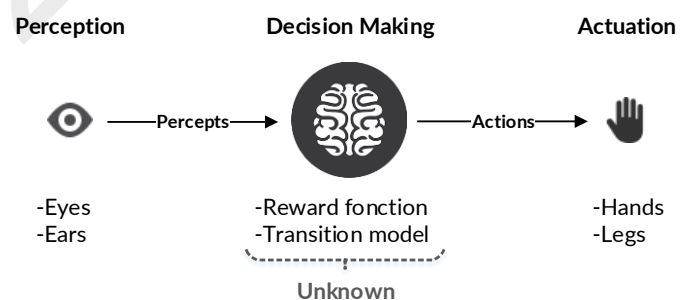 Perception
Decision Making
Actuation
Percepts
Actions
-Eyes
-Ears
-Reward fonction
-Transition model
-Hands
-Legs
Unknown